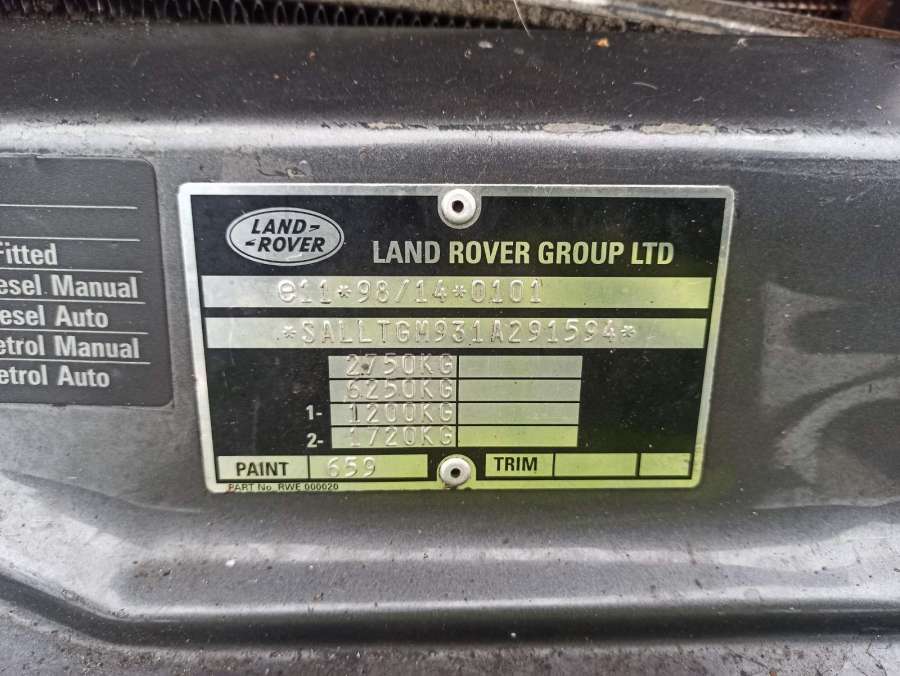 Fitted
esel Manual
esel Auto
etrol Manual
etrol Auto
LAND-
-ROVER
LAND ROVER GROUP LTD
e11*98/14*0101
*SALLTGM931A291594*
2750KG
6250KG
1- 1200KG
2- 1720KG
PAINT 659 TRIM
PART No RWE 000020